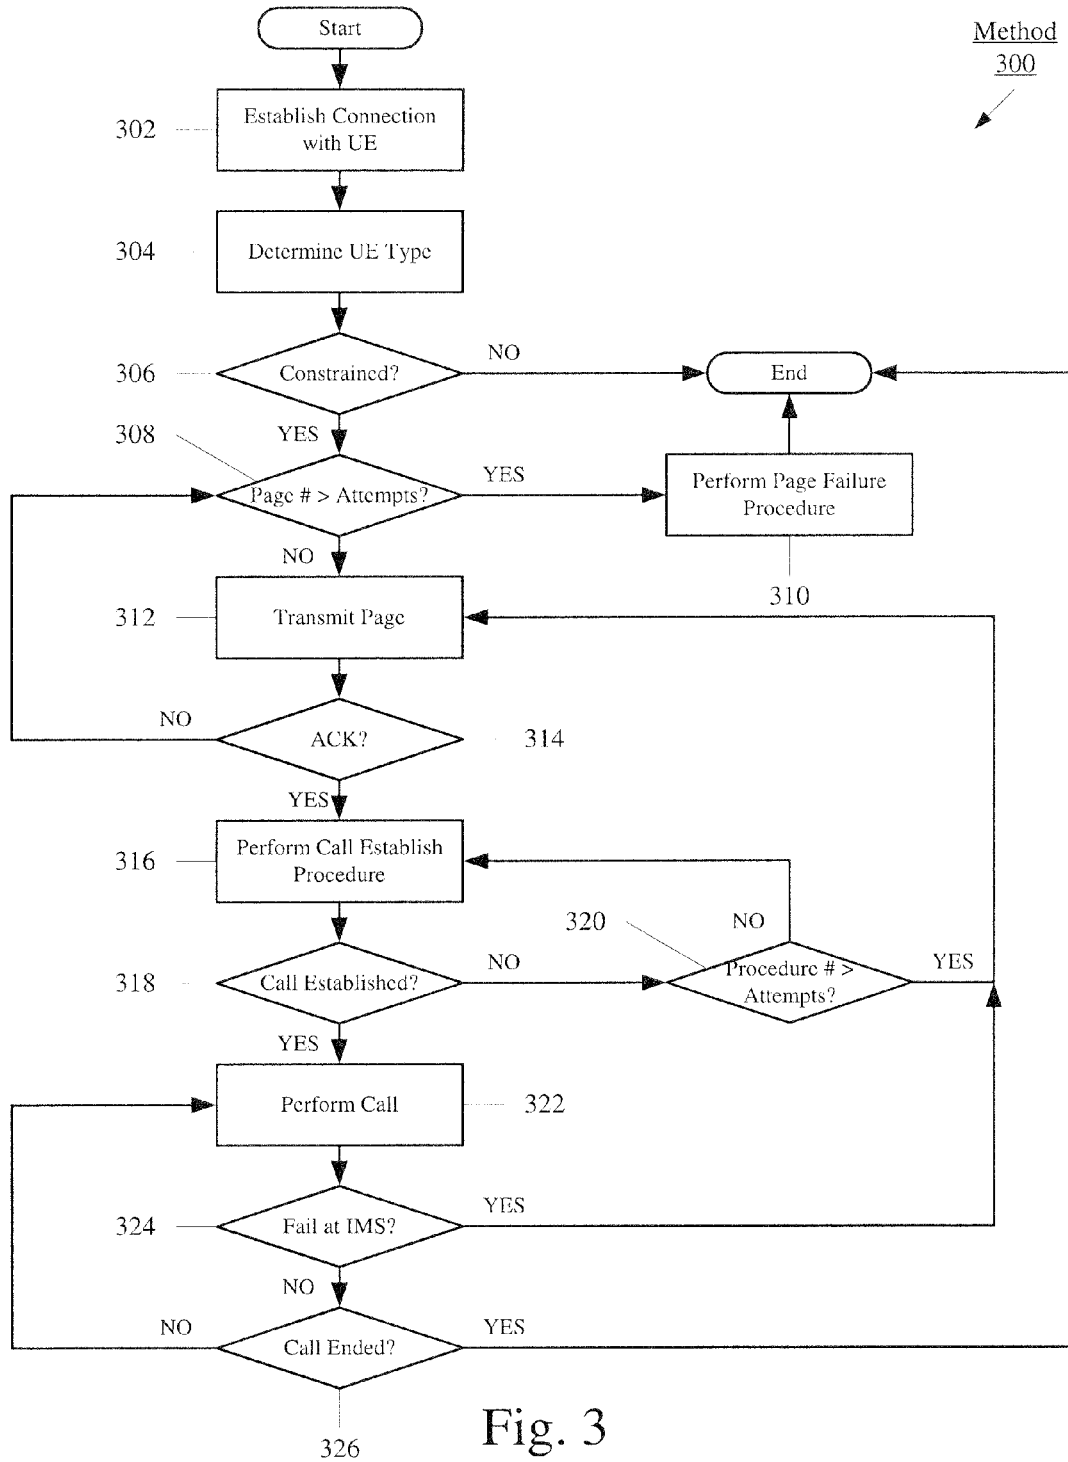 Start
Method
300
302
Establish Connection
with UE
304
Determine UE Type
306
Constrained?
NO
End
YES
308
Page # > Attempts?
YES
Perform Page Failure
Procedure
310
NO
312
Transmit Page
NO
ACK?
314
YES
316
Perform Call Establish
Procedure
320
NO
318
Call Established?
NO
Procedure # >
Attempts?
YES
YES
Perform Call
322
324
Fail at IMS?
YES
NO
NO
Call Ended?
YES
326
Fig. 3